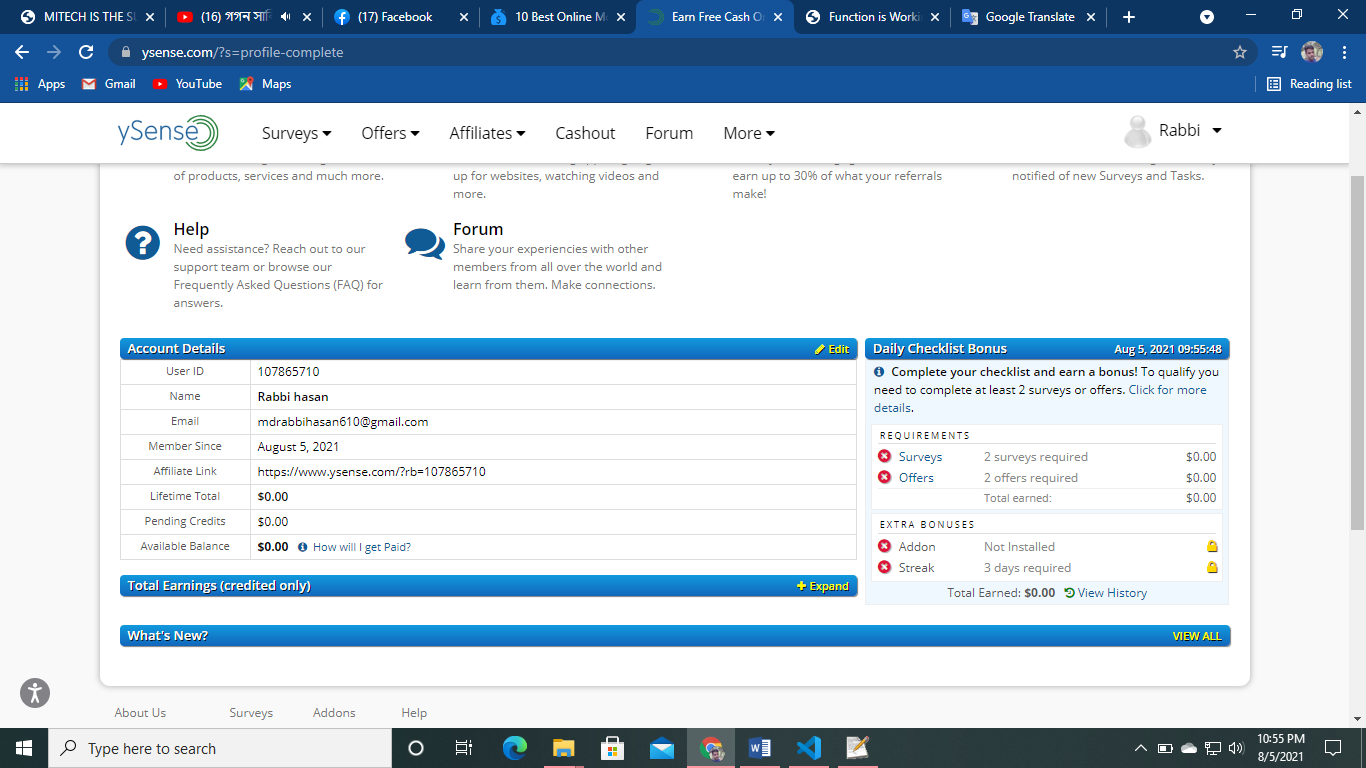 MITECH IS THE SU
(16) গগন সাকি
(17) Facebook
10 Best Online Mo
Earn Free Cash On
Function is Worki
Google Translate
ysense.com/?s=profile-complete
Apps
Gmail
YouTube
Maps
Reading list
ySense
Surveys
Offers
Affiliates
Cashout
Forum
More
Rabbi
of products, services and much more.
up for websites, watching videos and
more.
earn up to 30% of what your referrals
make!
notified of new Surveys and Tasks.
Help
Need assistance? Reach out to our
support team or browse our
Frequently Asked Questions (FAQ) for
answers.
Forum
Share your experiencies with other
members from all over the world and
learn from them. Make connections.
Account Details
Edit
User ID 107865710
Name Rabbi hasan
Email mdrabbihasan610@gmail.com
Member Since August 5, 2021
Affiliate Link https://www.ysense.com/?rb=107865710
Lifetime Total $0.00
Pending Credits $0.00
Available Balance $0.00 How will I get Paid?
Total Earnings (credited only)
Expand
Daily Checklist Bonus Aug 5, 2021 09:55:48
Complete your checklist and earn a bonus! To qualify you
need to complete at least 2 surveys or offers. Click for more
details.
REQUIREMENTS
Surveys 2 surveys required $0.00
Offers 2 offers required $0.00
Total earned: $0.00
EXTRA BONUSES
Addon Not Installed
Streak 3 days required
Total Earned: $0.00 View History
What's New? VIEW ALL
About Us
Surveys
Addons
Help
Type here to search
10:55 PM
8/5/2021